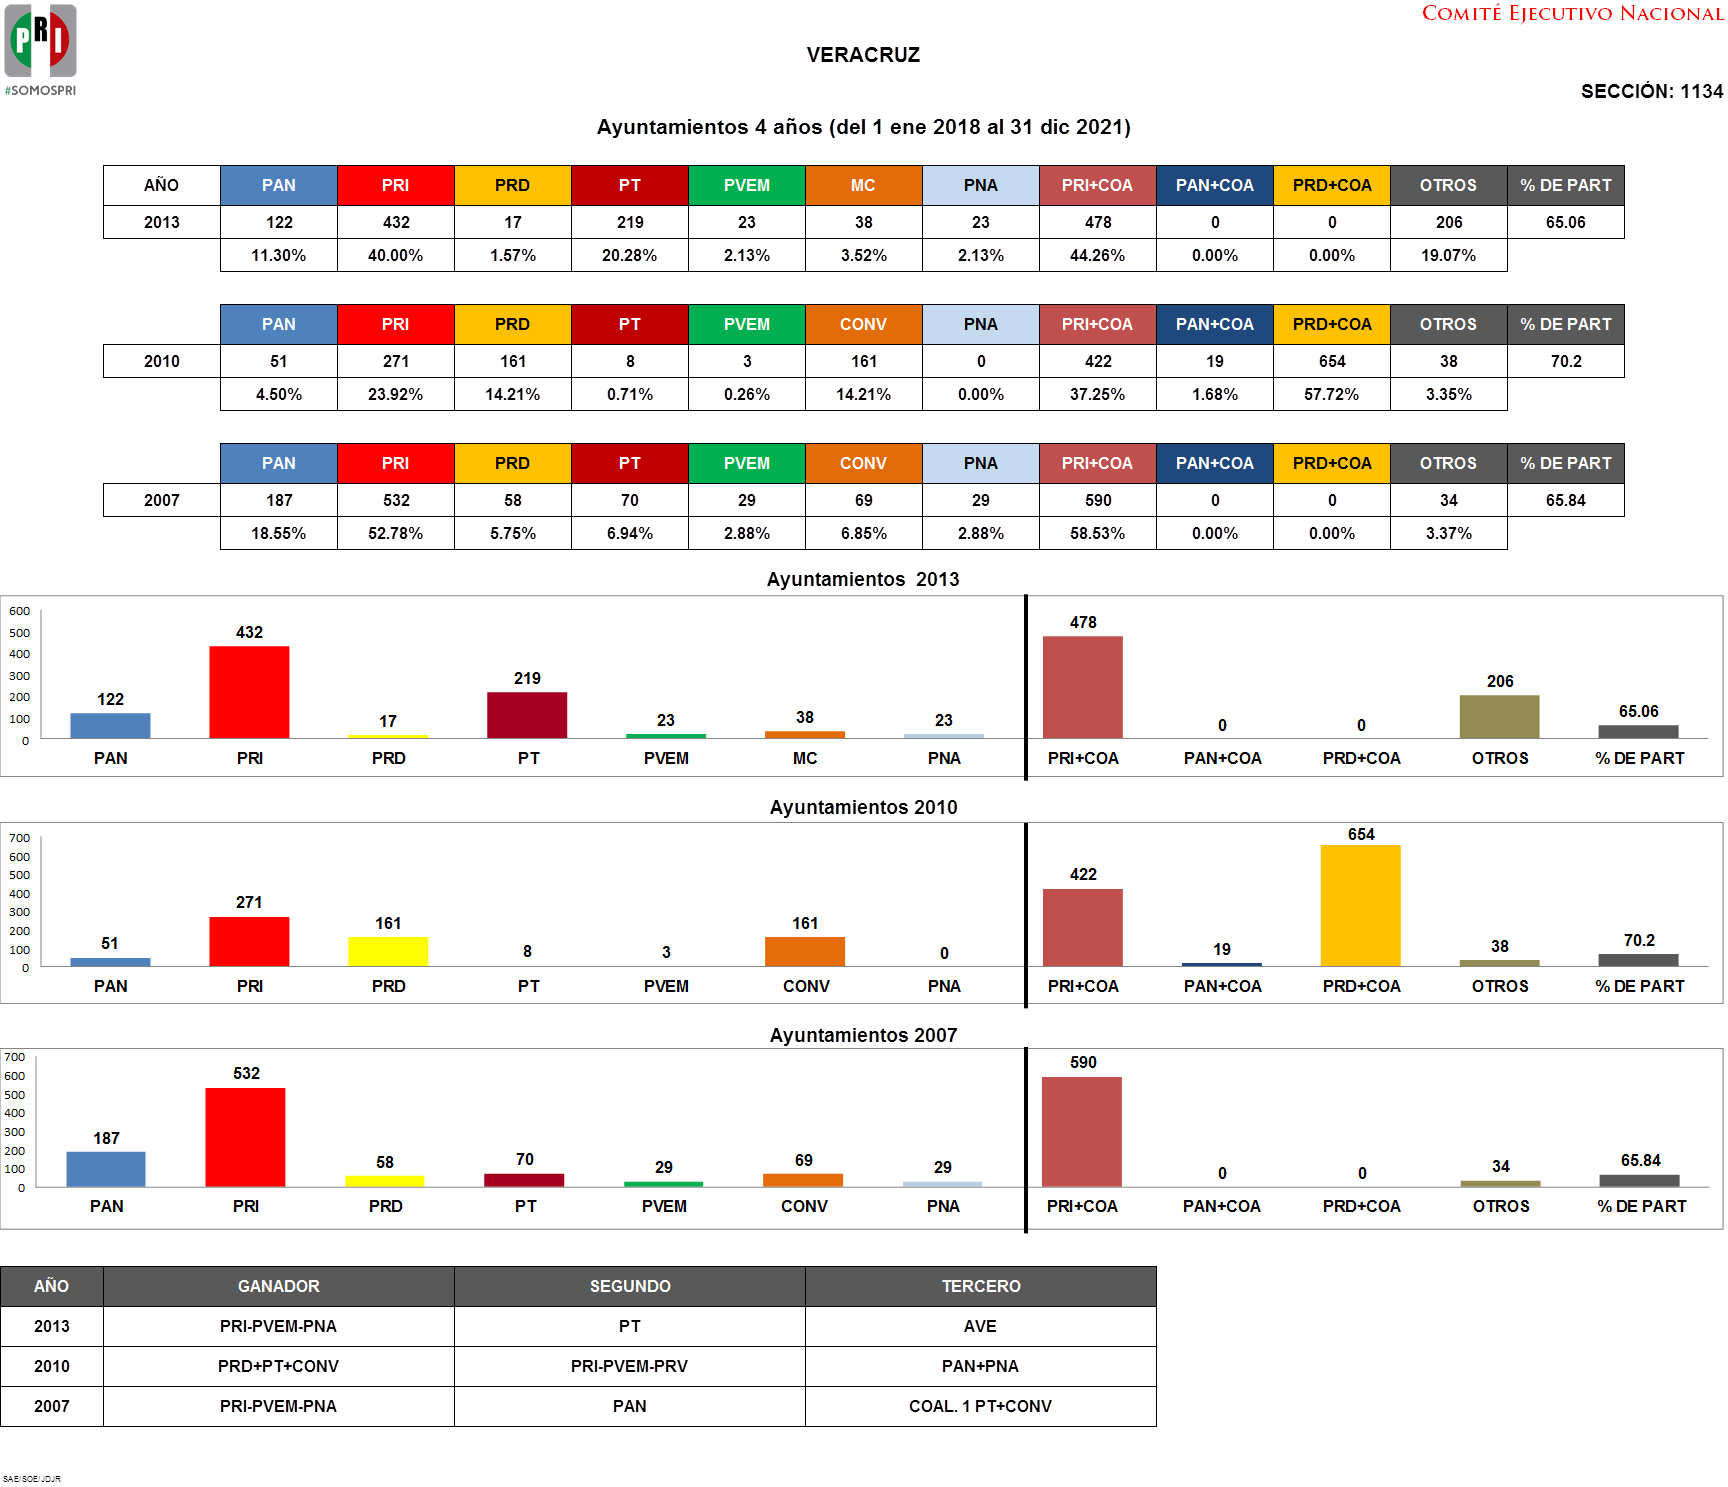 COMITÉ EJECUTIVO NACIONAL
PRI
#SOMOSPRI
VERACRUZ
SECCIÓN: 1134
Ayuntamientos 4 años (del 1 ene 2018 al 31 dic 2021)
AÑO PAN PRI PRD PT PVEM MC PNA PRI+COA PAN+COA PRD+COA OTROS % DE PART
2013 122 432 17 219 23 38 23 478 0 0 206 65.06
11.30% 40.00% 1.57% 20.28% 2.13% 3.52% 2.13% 44.26% 0.00% 0.00% 19.07%
PAN PRI PRD PT PVEM CONV PNA PRI+COA PAN+COA PRD+COA OTROS % DE PART
2010 51 271 161 8 3 161 0 422 19 654 38 70.2
4.50% 23.92% 14.21% 0.71% 0.26% 14.21% 0.00% 37.25% 1.68% 57.72% 3.35%
PAN PRI PRD PT PVEM CONV PNA PRI+COA PAN+COA PRD+COA OTROS % DE PART
2007 187 532 58 70 29 69 29 590 0 0 34 65.84
18.55% 52.78% 5.75% 6.94% 2.88% 6.85% 2.88% 58.53% 0.00% 0.00% 3.37%
Ayuntamientos 2013
600
500
400
300
200
100
0
122 432 17 219 23 38 23 478 0 0 206 65.06
PAN PRI PRD PT PVEM MC PNA PRI+COA PAN+COA PRD+COA OTROS % DE PART
Ayuntamientos 2010
700
600
500
400
300
200
100
0
51 271 161 8 3 161 0 422 19 654 38 70.2
PAN PRI PRD PT PVEM CONV PNA PRI+COA PAN+COA PRD+COA OTROS % DE PART
Ayuntamientos 2007
700
600
500
400
300
200
100
0
187 532 58 70 29 69 29 590 0 0 34 65.84
PAN PRI PRD PT PVEM CONV PNA PRI+COA PAN+COA PRD+COA OTROS % DE PART
AÑO GANADOR SEGUNDO TERCERO
2013 PRI-PVEM-PNA PT AVE
2010 PRD+PT+CONV PRI-PVEM-PRV PAN+PNA
2007 PRI-PVEM-PNA PAN COAL. 1 PT+CONV
SAE/SOE/JDJR